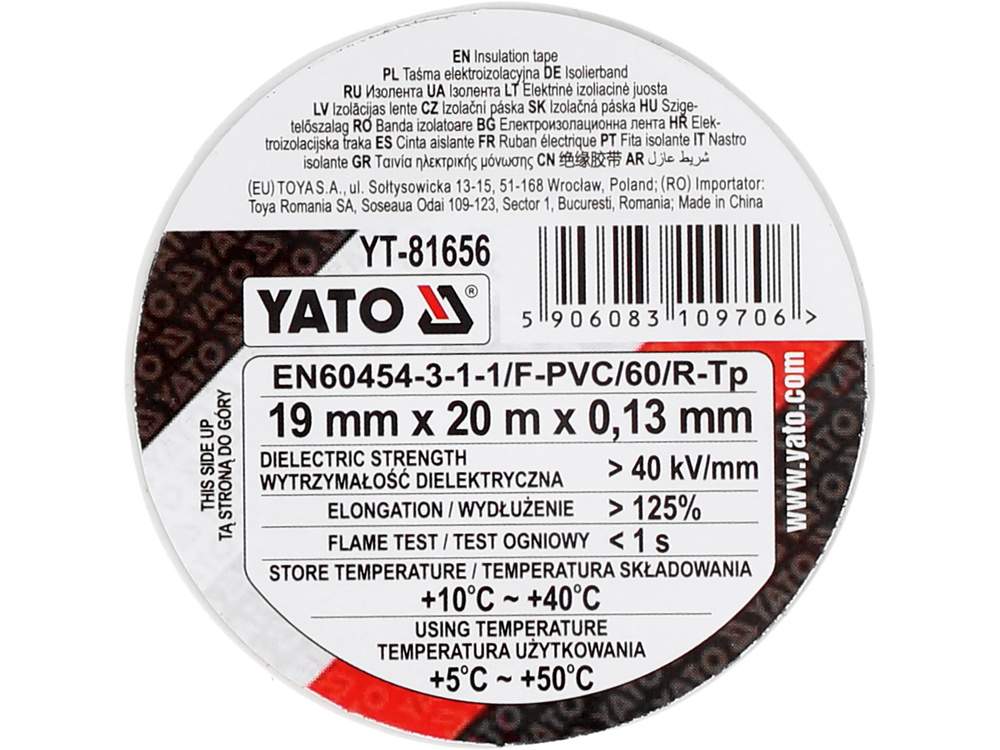 EN Insulation tape
PL Taśma elektroizolacyjna DE Isolierband
RU Изолента UA Ізолента LT Elektrinė izoliacinė juosta
LV Izolācijas lente CZ Izolační páska SK Izolačná páska HU Szige-
telőszalag RO Banda izolatoare BG Електроизолационна лента HR Elek-
troizolacijska traka ES Cinta aislante FR Ruban électrique PT Fita isolante IT Nastro
isolante GR Ταινία ηλεκτρικής μόνωσης CN 绝缘胶带 AR شريط عازل
(EU) TOYA S.A., ul. Sołtysowicka 13-15, 51-168 Wrocław, Poland; (RO) Importator:
Toya Romania SA, Soseaua Odai 109-123, Sector 1, Bucuresti, Romania; Made in China
YT-81656
YATO ®
5 906083 109706 >
EN60454-3-1-1/F-PVC/60/R-Tp
19 mm x 20 m x 0,13 mm
DIELECTRIC STRENGTH
WYTRZYMAŁOŚĆ DIELEKTRYCZNA > 40 kV/mm
ELONGATION / WYDŁUŻENIE > 125%
FLAME TEST / TEST OGNIOWY < 1 s
STORE TEMPERATURE / TEMPERATURA SKŁADOWANIA
+10°C ~ +40°C
USING TEMPERATURE
TEMPERATURA UŻYTKOWANIA
+5°C ~ +50°C
THIS SIDE UP
TĄ STRONĄ DO GÓRY
www.yato.com